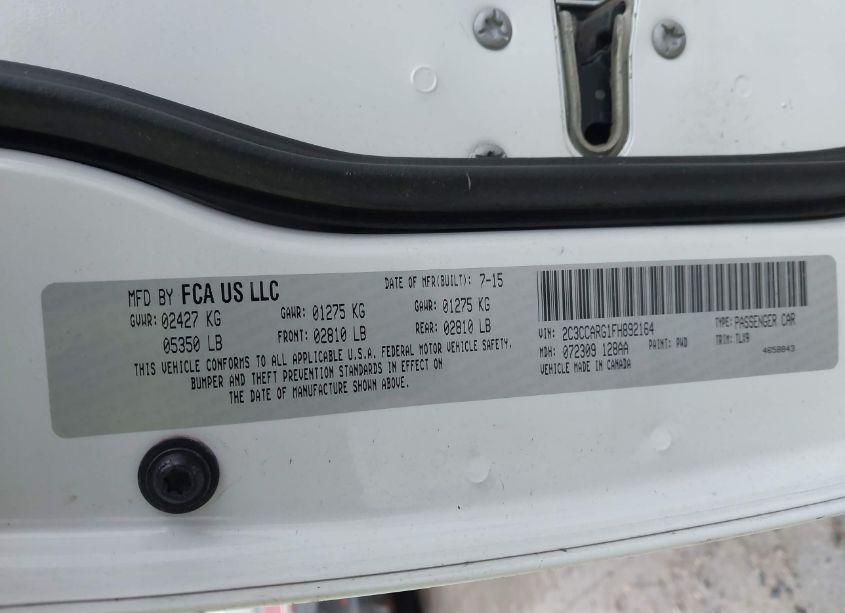 MFD BY FCA US LLC DATE OF MFR(BUILT): 7-15
GVWR: 02427 KG GAWR: 01275 KG GAWR: 01275 KG
05350 LB FRONT: 02810 LB REAR: 02810 LB
THIS VEHICLE CONFORMS TO ALL APPLICABLE U.S.A. FEDERAL MOTOR VEHICLE SAFETY,
BUMPER AND THEFT PREVENTION STANDARDS IN EFFECT ON
THE DATE OF MANUFACTURE SHOWN ABOVE.
VIN: 2C3CCARG1FH892164 TYPE: PASSENGER CAR
MDH: 072309 128AA PAINT: PWD TRIM: TLX9
VEHICLE MADE IN CANADA 4658043